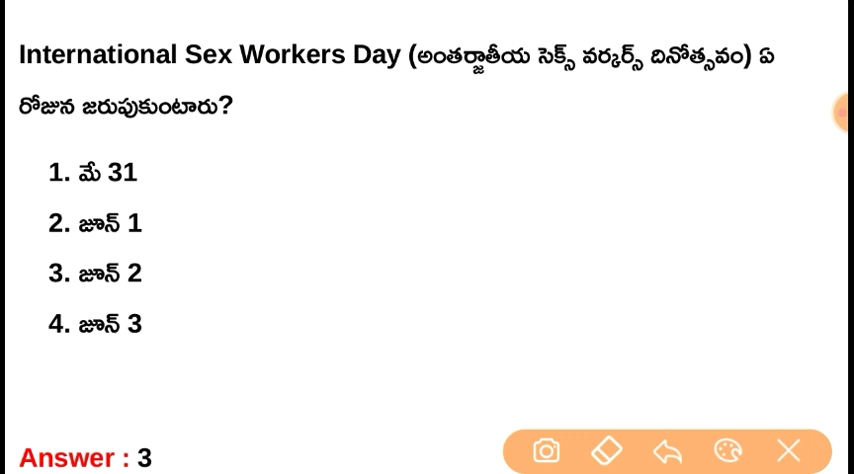 International Sex Workers Day (అంతర్జాతీయ సెక్స్ వర్కర్స్ దినోత్సవం) ఏ
రోజున జరుపుకుంటారు?
1. మే 31
2. జూన్ 1
3. జూన్ 2
4. జూన్ 3
Answer : 3